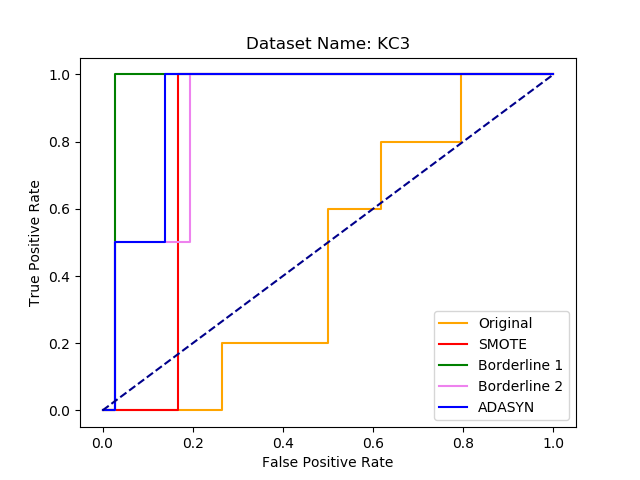 Dataset Name: KC3
1.0
0.8
0.6
0.4
0.2
0.0
True Positive Rate
0.0 0.2 0.4 0.6 0.8 1.0
False Positive Rate
Original
SMOTE
Borderline 1
Borderline 2
ADASYN